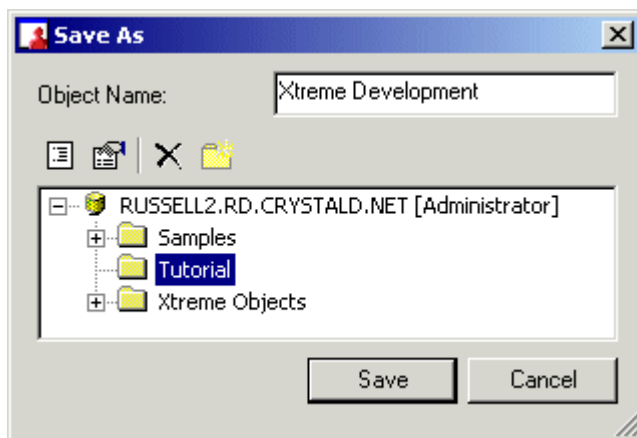 Save As
Object Name: Xtreme Development
RUSSELL2.RD.CRYSTALD.NET [Administrator]
Samples
Tutorial
Xtreme Objects
Save Cancel